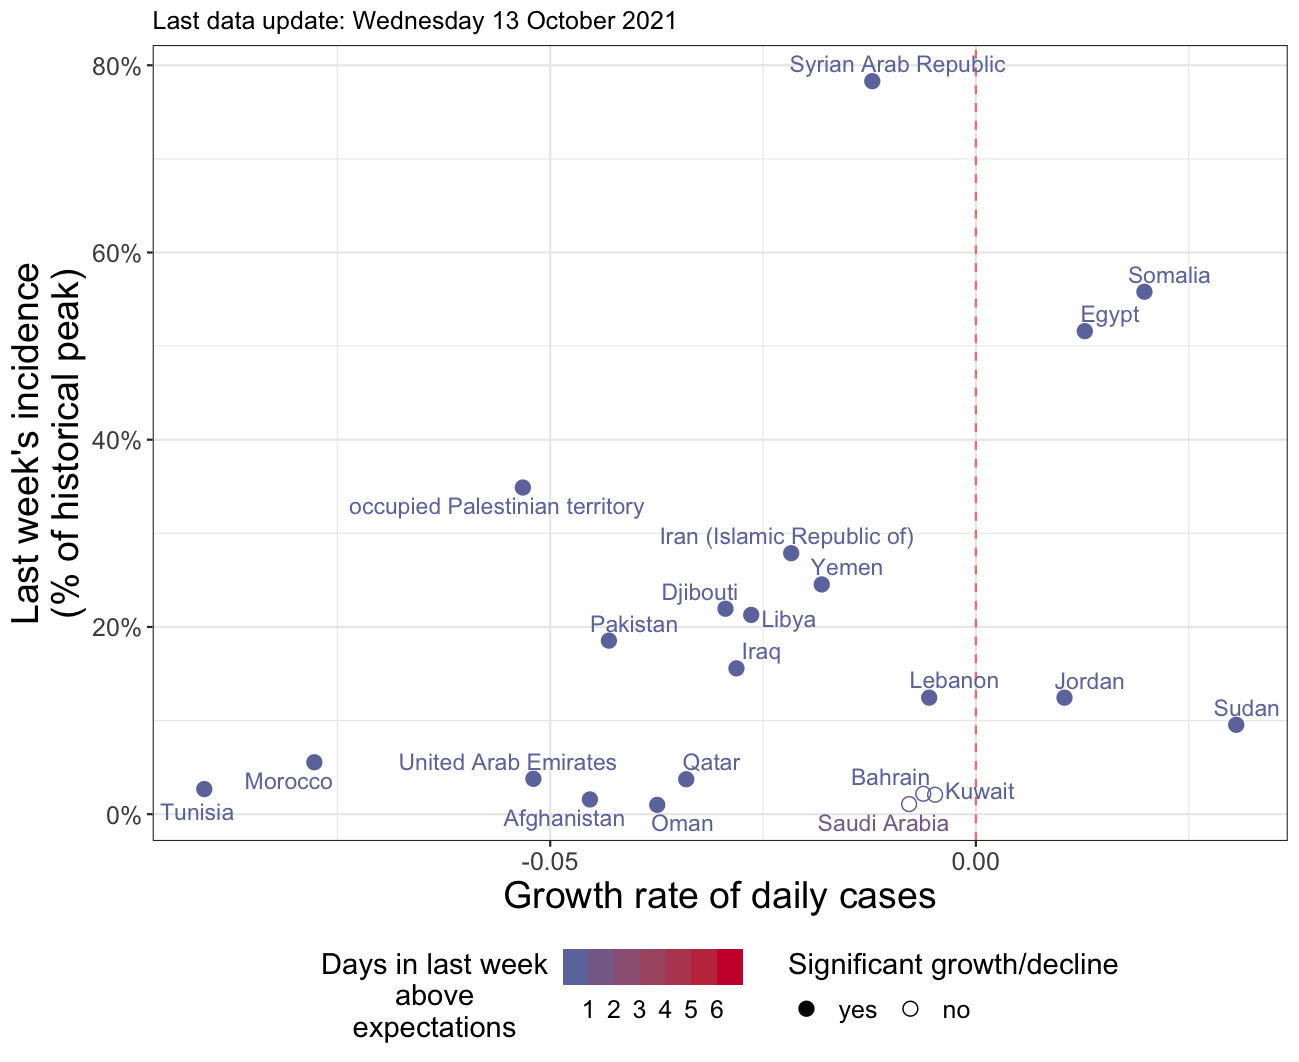 Last data update: Wednesday 13 October 2021
80%
60%
40%
20%
0%
Last week's incidence
(% of historical peak)
Syrian Arab Republic
Somalia
Egypt
occupied Palestinian territory
Iran (Islamic Republic of)
Yemen
Djibouti
Libya
Pakistan
Iraq
Lebanon
Jordan
Sudan
United Arab Emirates
Qatar
Morocco
Bahrain
Kuwait
Tunisia
Afghanistan
Oman
Saudi Arabia
-0.05
0.00
Growth rate of daily cases
Days in last week
above
expectations
1 2 3 4 5 6
Significant growth/decline
yes
no